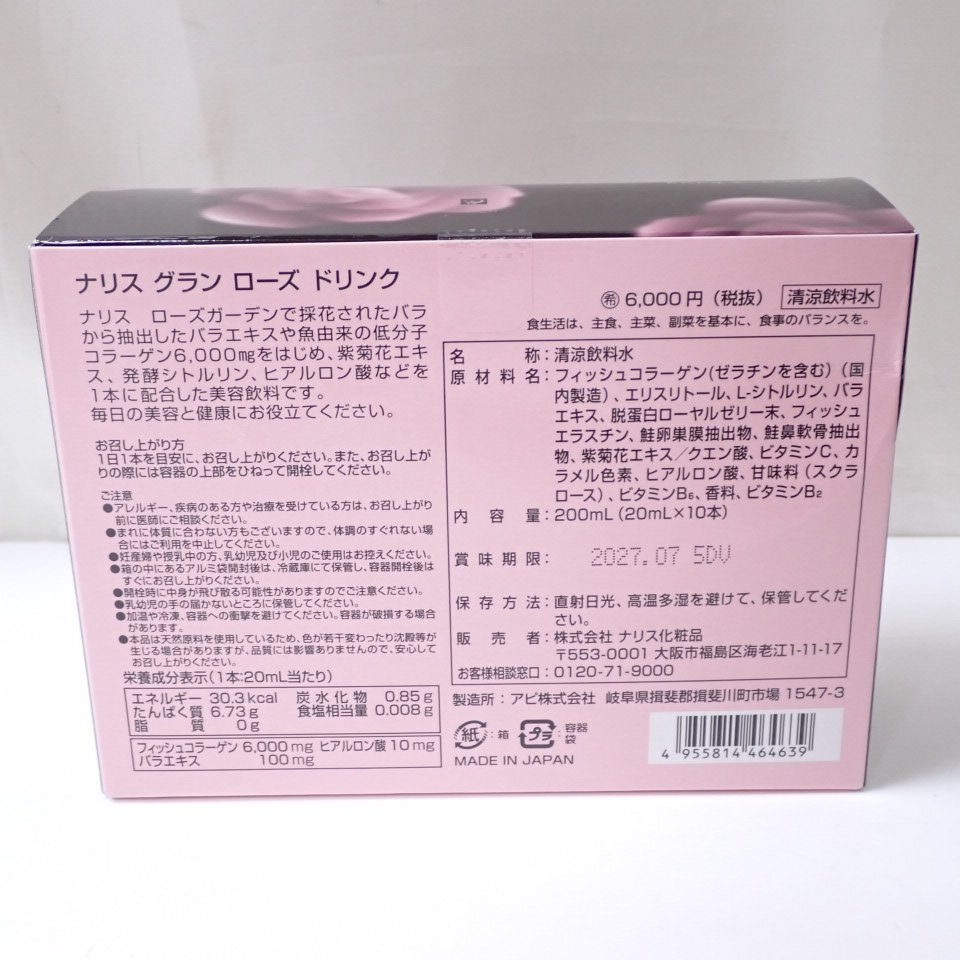 ナリス グラン ローズ ドリンク
ナリス ローズガーデンで採花されたバラ
から抽出したバラエキスや魚由来の低分子
コラーゲン6,000mgをはじめ、紫菊花エキ
ス、発酵シトルリン、ヒアルロン酸などを
1本に配合した美容飲料です。
毎日の美容と健康にお役立てください。
お召し上がり方
1日1本を目安に、お召し上がりください。また、お召し上が
りの際には容器の上部をひねって開栓してください。
ご注意
●アレルギー、疾病のある方や治療を受けている方は、お召し上がり
前に医師にご相談ください。
●まれに体質に合わない方もございますので、体調のすぐれない場
合にはご利用を中止してください。
●妊産婦や授乳中の方、乳幼児及び小児のご使用はお控えください。
●箱の中にあるアルミ袋開封後は、冷蔵庫にて保管し、容器開栓後は
すぐにお召し上がりください。
●開栓時に中身が飛び散る可能性がありますのでご注意ください。
●乳幼児の手の届かないところに保管してください。
●加温や冷凍、容器への衝撃を避けてください。容器が破損する場合
があります。
●本品は天然原料を使用しているため、色が若干変わったり沈殿等が
生じる場合がありますが、品質には影響ありませんので、安心して
お召し上がりください。
栄養成分表示(1本:20mL当たり)
エネルギー 30.3kcal 炭水化物 0.85g
たんぱく質 6.73g 食塩相当量 0.008g
脂質 0g
フィッシュコラーゲン 6,000mg ヒアルロン酸 10mg
バラエキス 100mg
㊒希 6,000円(税抜) 清涼飲料水
食生活は、主食、主菜、副菜を基本に、食事のバランスを。
名称:清涼飲料水
原材料名:フィッシュコラーゲン(ゼラチンを含む)(国
内製造)、エリスリトール、L-シトルリン、バラ
エキス、脱蛋白ローヤルゼリー末、フィッシュ
エラスチン、鮭卵巣膜抽出物、鮭鼻軟骨抽出
物、紫菊花エキス/クエン酸、ビタミンC、カ
ラメル色素、ヒアルロン酸、甘味料(スクラ
ロース)、ビタミンB₆、香料、ビタミンB₂
内容量:200mL(20mL×10本)
賞味期限: 2027.07 5DV
保存方法:直射日光、高温多湿を避けて、保管してくだ
さい。
販売者:株式会社 ナリス化粧品
〒553-0001 大阪市福島区海老江1-11-17
お客様相談窓口:0120-71-9000
製造所:アピ株式会社 岐阜県揖斐郡揖斐川町市場 1547-3
紙:箱 プラ:容器
袋
MADE IN JAPAN
4 955814 464639